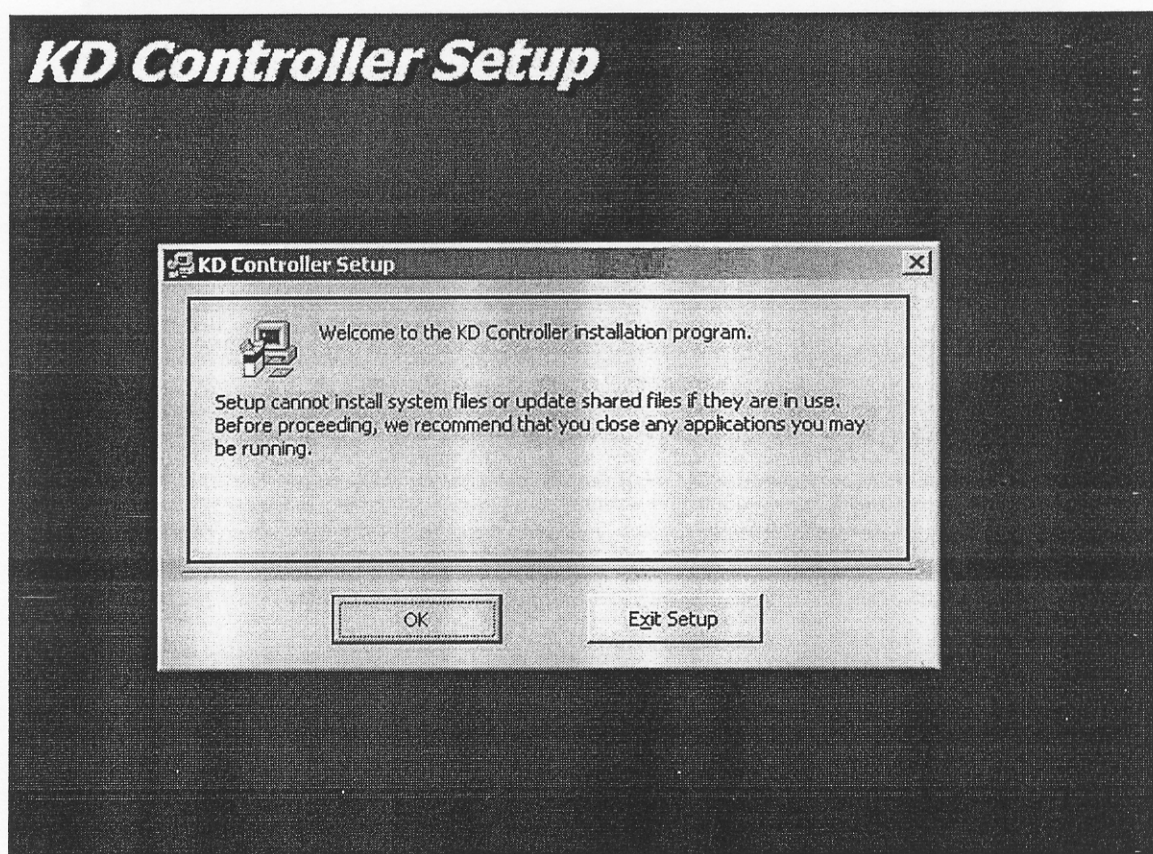 KD Controller Setup
KD Controller Setup
Welcome to the KD Controller installation program.
Setup cannot install system files or update shared files if they are in use.
Before proceeding, we recommend that you close any applications you may
be running.
OK
Exit Setup